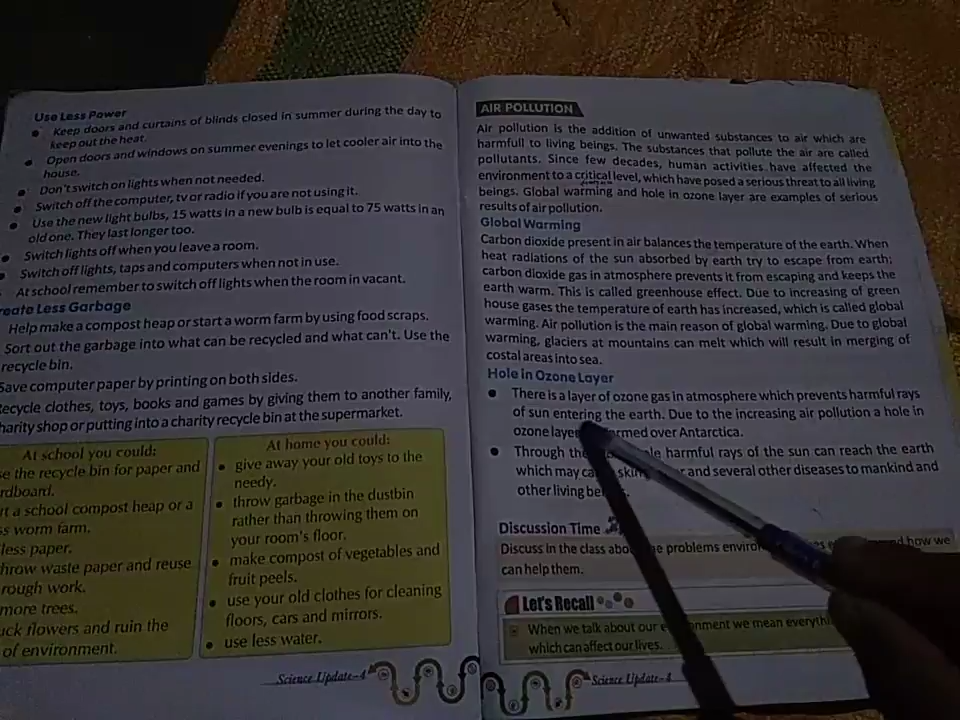 Use Less Power
Keep doors and curtains of blinds closed in summer during the day to
keep out the heat.
Open doors and windows on summer evenings to let cooler air into the
house.
Don't switch on lights when not needed.
Switch off the computer, tv or radio if you are not using it.
Use the new light bulbs, 15 watts in a new bulb is equal to 75 watts in an
old one. They last longer too.
Switch lights off when you leave a room.
Switch off lights, taps and computers when not in use.
At school remember to switch off lights when the room in vacant.
reate Less Garbage
Help make a compost heap or start a worm farm by using food scraps.
Sort out the garbage into what can be recycled and what can't. Use the
recycle bin.
Save computer paper by printing on both sides.
ecycle clothes, toys, books and games by giving them to another family,
harity shop or putting into a charity recycle bin at the supermarket.
At school you could:
se the recycle bin for paper and
rdboard.
rt a school compost heap or a
ss worm farm.
less paper.
hrow waste paper and reuse
rough work.
more trees.
uck flowers and ruin the
of environment.
At home you could:
give away your old toys to the
needy.
throw garbage in the dustbin
rather than throwing them on
your room's floor.
make compost of vegetables and
fruit peels.
use your old clothes for cleaning
floors, cars and mirrors.
use less water.
Science Update-4
AIR POLLUTION
Air pollution is the addition of unwanted substances to air which are
harmfull to living beings. The substances that pollute the air are called
pollutants. Since few decades, human activities have affected the
environment to a critical level, which have posed a serious threat to all living
beings. Global warming and hole in ozone layer are examples of serious
results of air pollution.
Global Warming
Carbon dioxide present in air balances the temperature of the earth. When
heat radiations of the sun absorbed by earth try to escape from earth;
carbon dioxide gas in atmosphere prevents it from escaping and keeps the
earth warm. This is called greenhouse effect. Due to increasing of green
house gases the temperature of earth has increased, which is called global
warming. Air pollution is the main reason of global warming. Due to global
warming, glaciers at mountains can melt which will result in merging of
costal areas into sea.
Hole in Ozone Layer
There is a layer of ozone gas in atmosphere which prevents harmful rays
of sun entering the earth. Due to the increasing air pollution a hole in
ozone layer formed over Antarctica.
Through the harmful rays of the sun can reach the earth
which may skin and several other diseases to mankind and
other living
Discussion Time
Discuss in the class problems how we
can help them.
Let's Recall
When we talk about our we mean
which can affect our lives.
Science Update-4